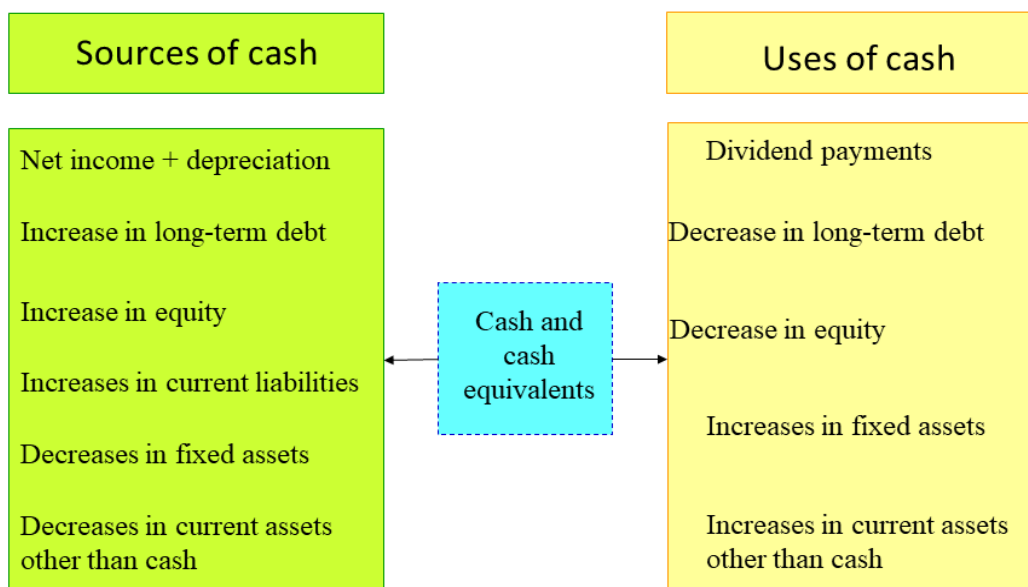 Sources of cash
Uses of cash
Net income + depreciation
Increase in long-term debt
Increase in equity
Increases in current liabilities
Decreases in fixed assets
Decreases in current assets
other than cash
Cash and
cash
equivalents
Dividend payments
Decrease in long-term debt
Decrease in equity
Increases in fixed assets
Increases in current assets
other than cash